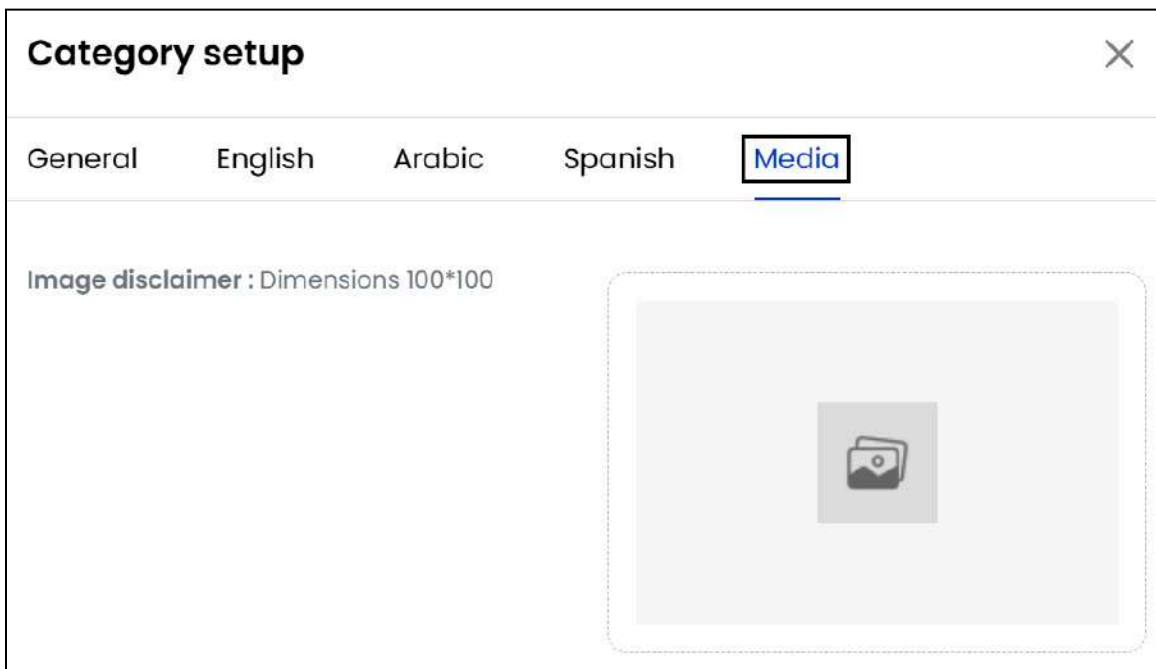 Category setup
General English Arabic Spanish Media
Image disclaimer : Dimensions 100*100